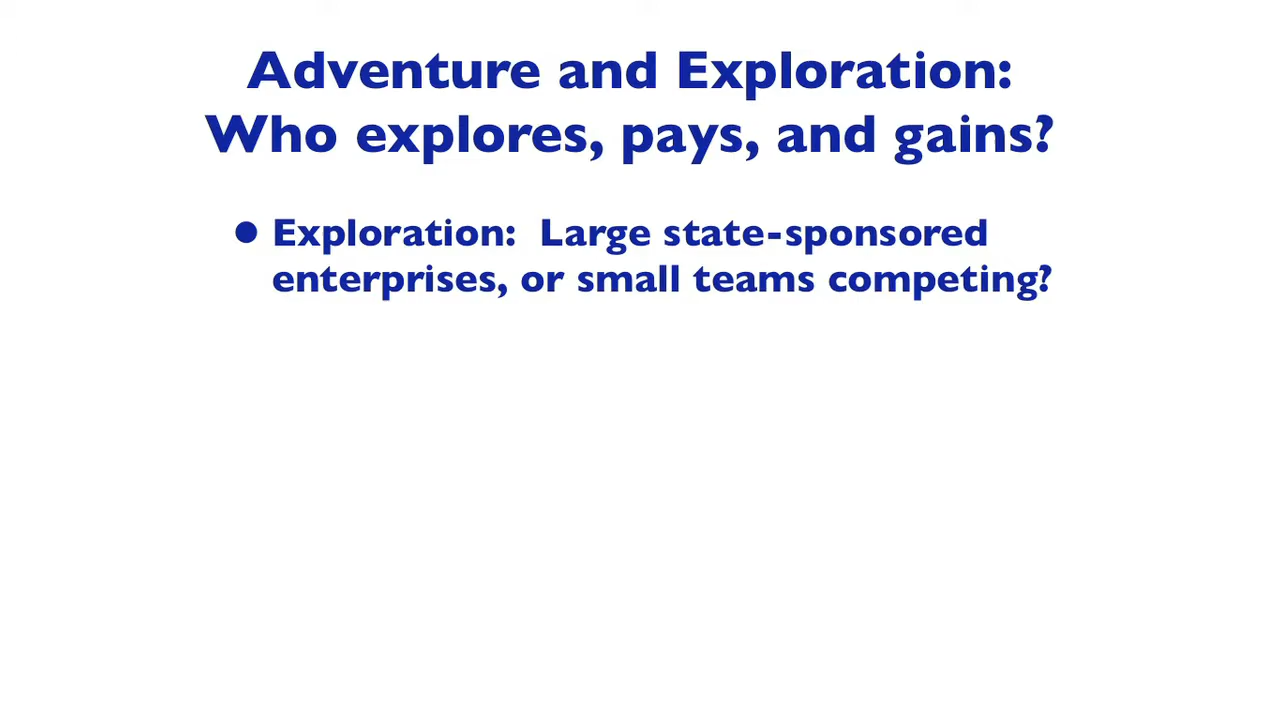 Adventure and Exploration:
Who explores, pays, and gains?
● Exploration: Large state-sponsored
enterprises, or small teams competing?